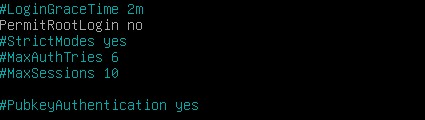 #LoginGraceTime 2m
PermitRootLogin no
#StrictModes yes
#MaxAuthTries 6
#MaxSessions 10
#PubkeyAuthentication yes